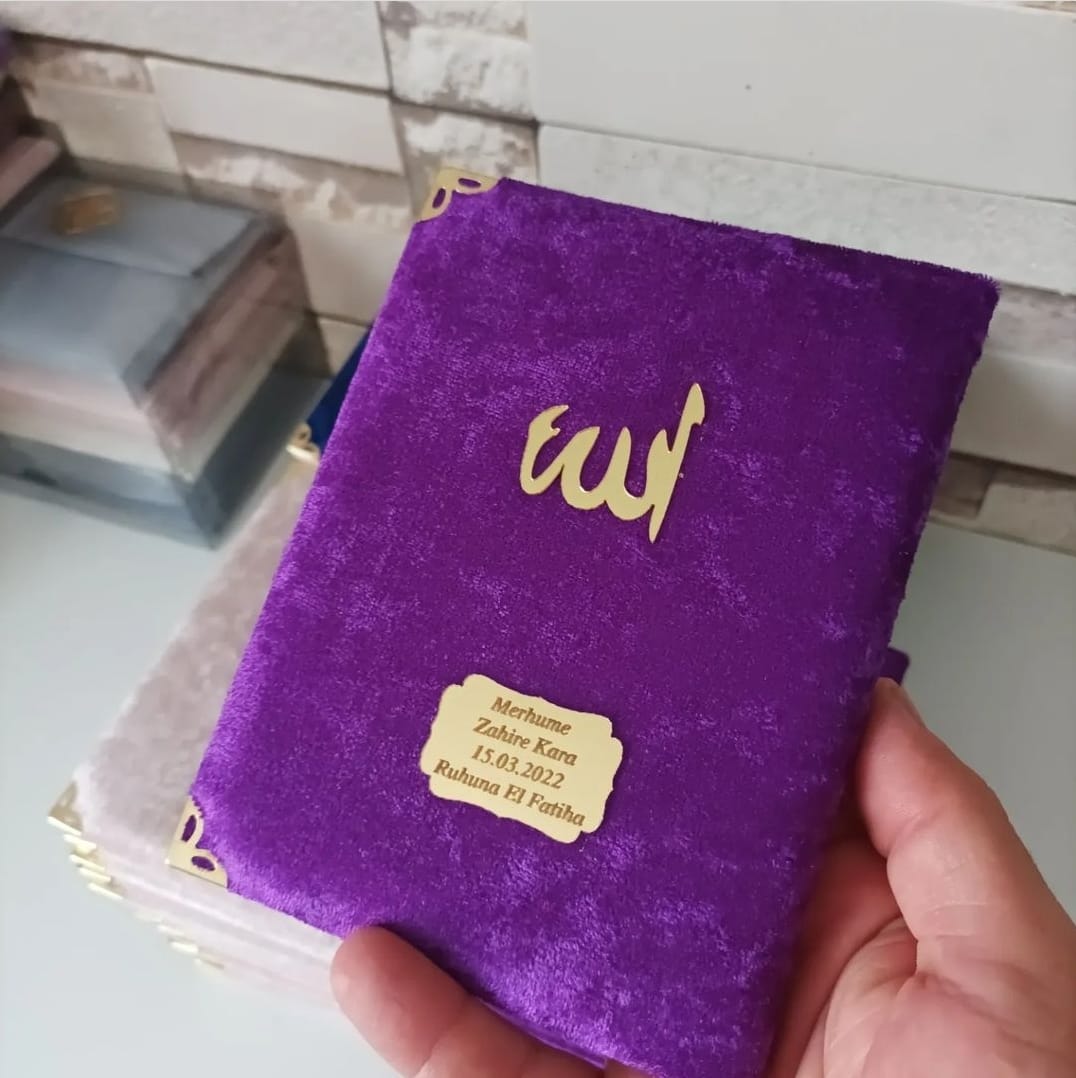 الله
Merhume
Zahire Kara
15.03.2022
Ruhuna El Fatiha